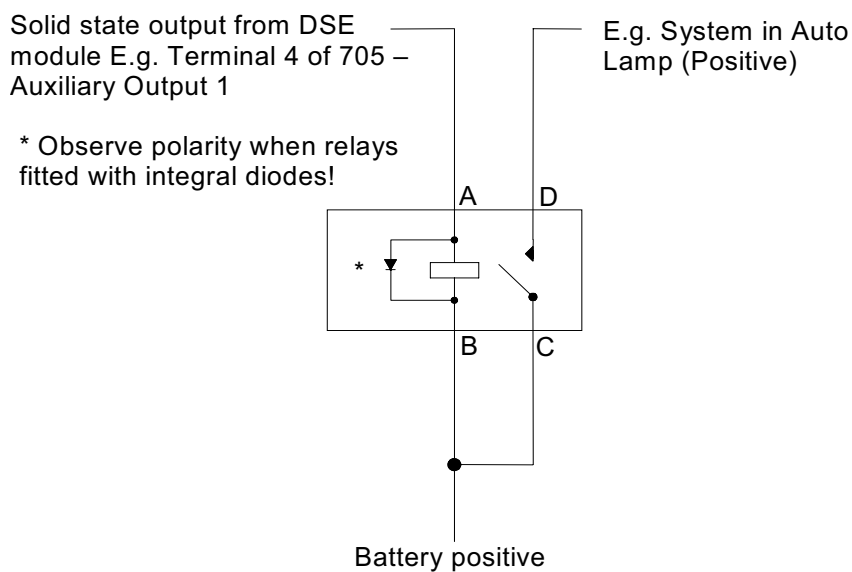 Solid state output from DSE
module E.g. Terminal 4 of 705 –
Auxiliary Output 1
E.g. System in Auto
Lamp (Positive)
* Observe polarity when relays
fitted with integral diodes!
A
D
*
B
C
Battery positive